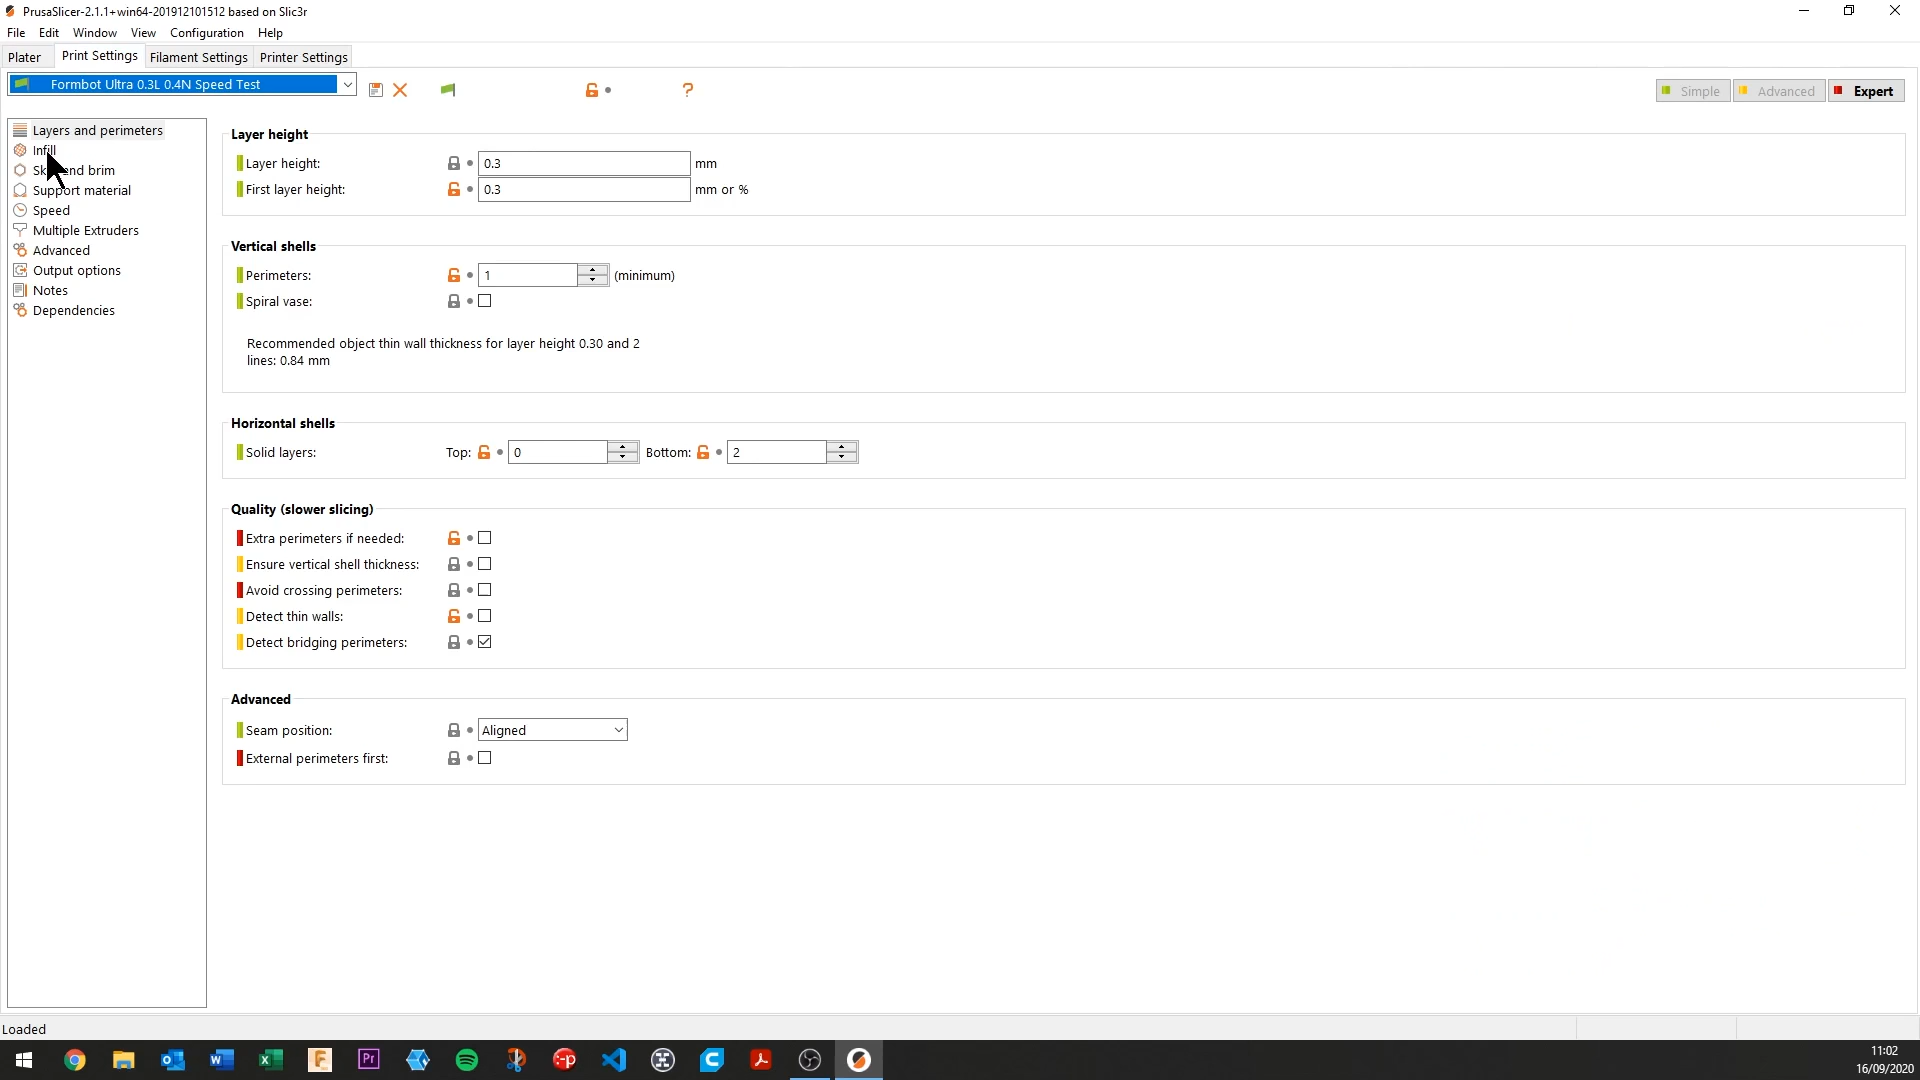 PrusaSlicer-2.1.1+win64-201912101512 based on Slic3r
File Edit Window View Configuration Help
Plater Print Settings Filament Settings Printer Settings
Formbot Ultra 0.3L 0.4N Speed Test
? Simple Advanced Expert
Layers and perimeters
Infill
Support material
Speed
Multiple Extruders
Advanced
Output options
Notes
Dependencies
Layer height
Layer height: 0.3 mm
First layer height: 0.3 mm or %
Vertical shells
Perimeters: 1 (minimum)
Spiral vase:
Recommended object thin wall thickness for layer height 0.30 and 2
lines: 0.84 mm
Horizontal shells
Solid layers: Top: 0 Bottom: 2
Quality (slower slicing)
Extra perimeters if needed:
Ensure vertical shell thickness:
Avoid crossing perimeters:
Detect thin walls:
Detect bridging perimeters:
Advanced
Seam position: Aligned
External perimeters first:
Loaded
Pr
11:02
16/09/2020